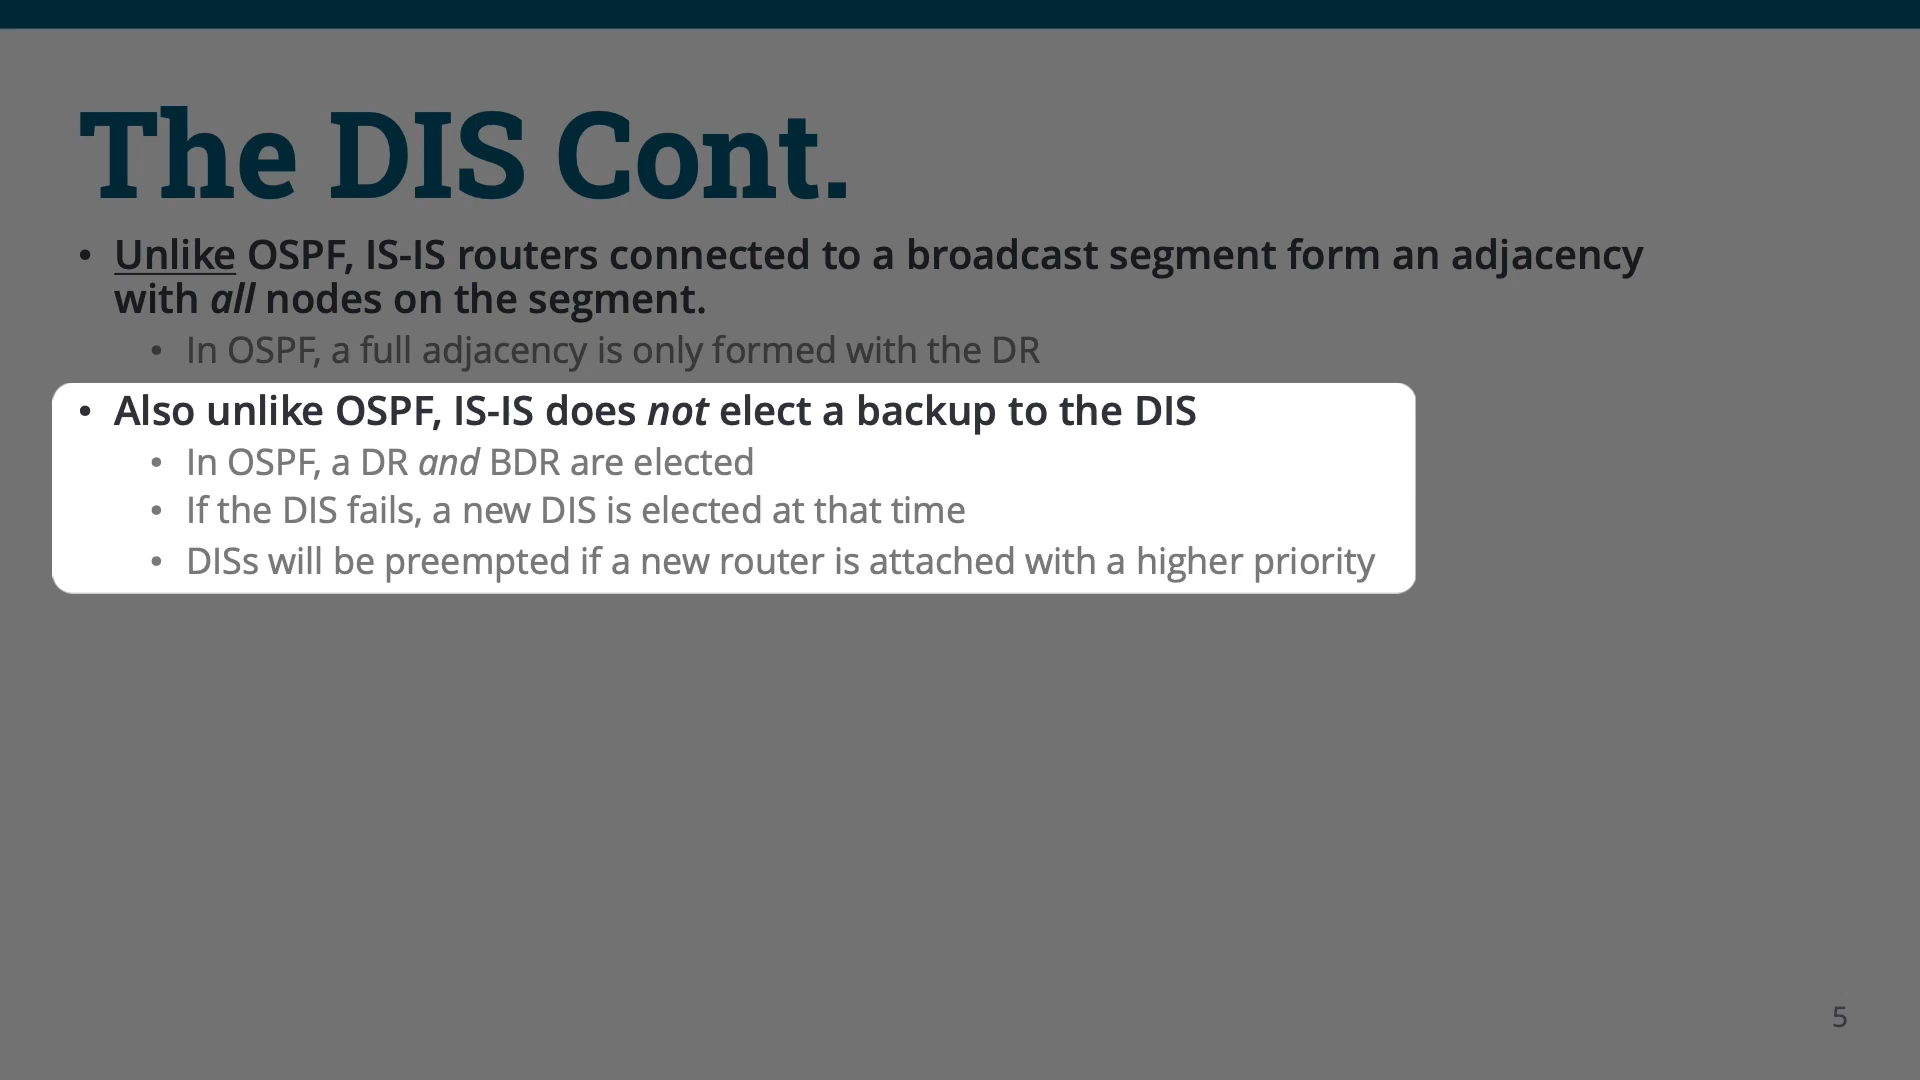 The DIS Cont.
• Unlike OSPF, IS-IS routers connected to a broadcast segment form an adjacency
with all nodes on the segment.
• In OSPF, a full adjacency is only formed with the DR
• Also unlike OSPF, IS-IS does not elect a backup to the DIS
• In OSPF, a DR and BDR are elected
• If the DIS fails, a new DIS is elected at that time
• DISs will be preempted if a new router is attached with a higher priority
5